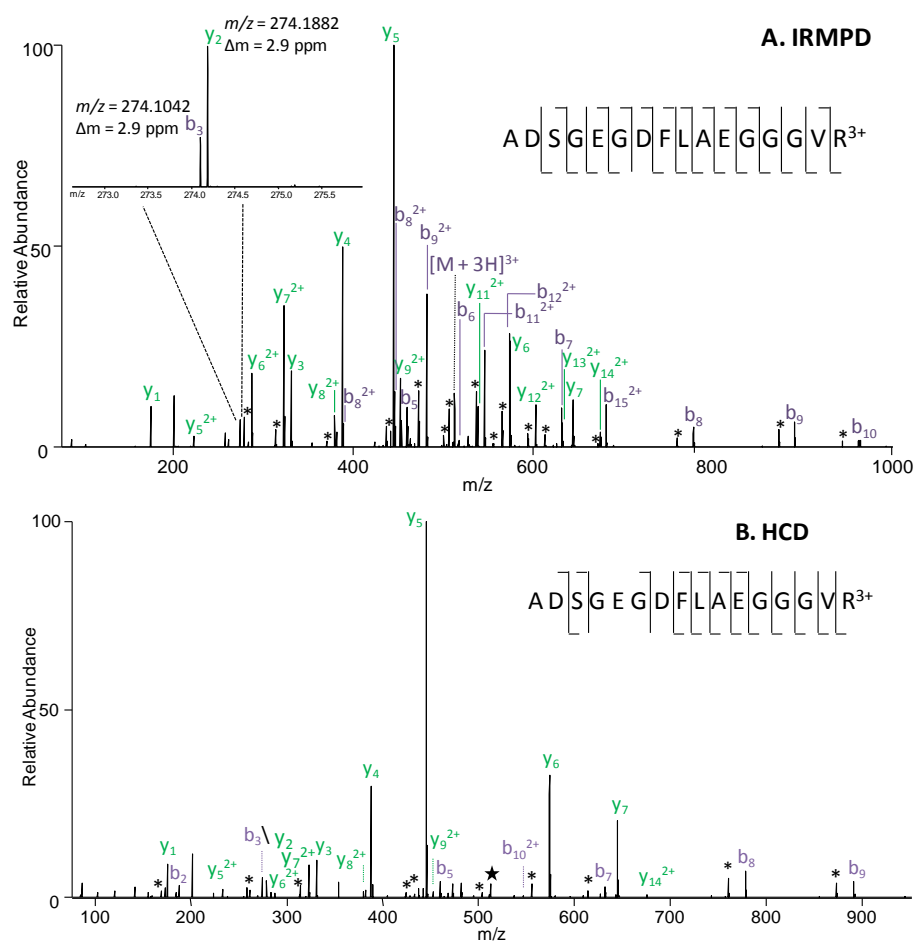 m/z = 274.1882
Δm = 2.9 ppm
y₂
m/z = 274.1042
Δm = 2.9 ppm
b₃
m/z 273.0 273.5 274.0 274.5 275.0 275.5
A. IRMPD
A D S G E G D F L A E G G G V R³⁺
y₅
b₈²⁺
b₉²⁺
[M + 3H]³⁺
y₄
y₁₁²⁺
b₁₂²⁺
b₁₁²⁺
b₆
y₇²⁺
y₆
b₇
y₁₃²⁺
y₁₄²⁺
y₆²⁺
y₃
y₈²⁺
y₉²⁺
b₈²⁺
b₅
y₁₂²⁺
y₇
b₁₅²⁺
y₁
y₅²⁺
b₈
b₉
b₁₀
* * * * * * * * * * * * * *
100
50
0
Relative Abundance
200 400 600 800 1000
m/z
B. HCD
A D S G E G D F L A E G G G V R³⁺
y₅
y₆
y₄
y₇
b₃ \ y₂
y₁
y₇²⁺ y₃
y₈²⁺
y₉²⁺
b₁₀²⁺
b₂
y₅²⁺
y₆²⁺
b₅
b₇
y₁₄²⁺
b₈
b₉
* * * * * * * * * *
★
100
50
0
Relative Abundance
100 200 300 400 500 600 700 800 900
m/z